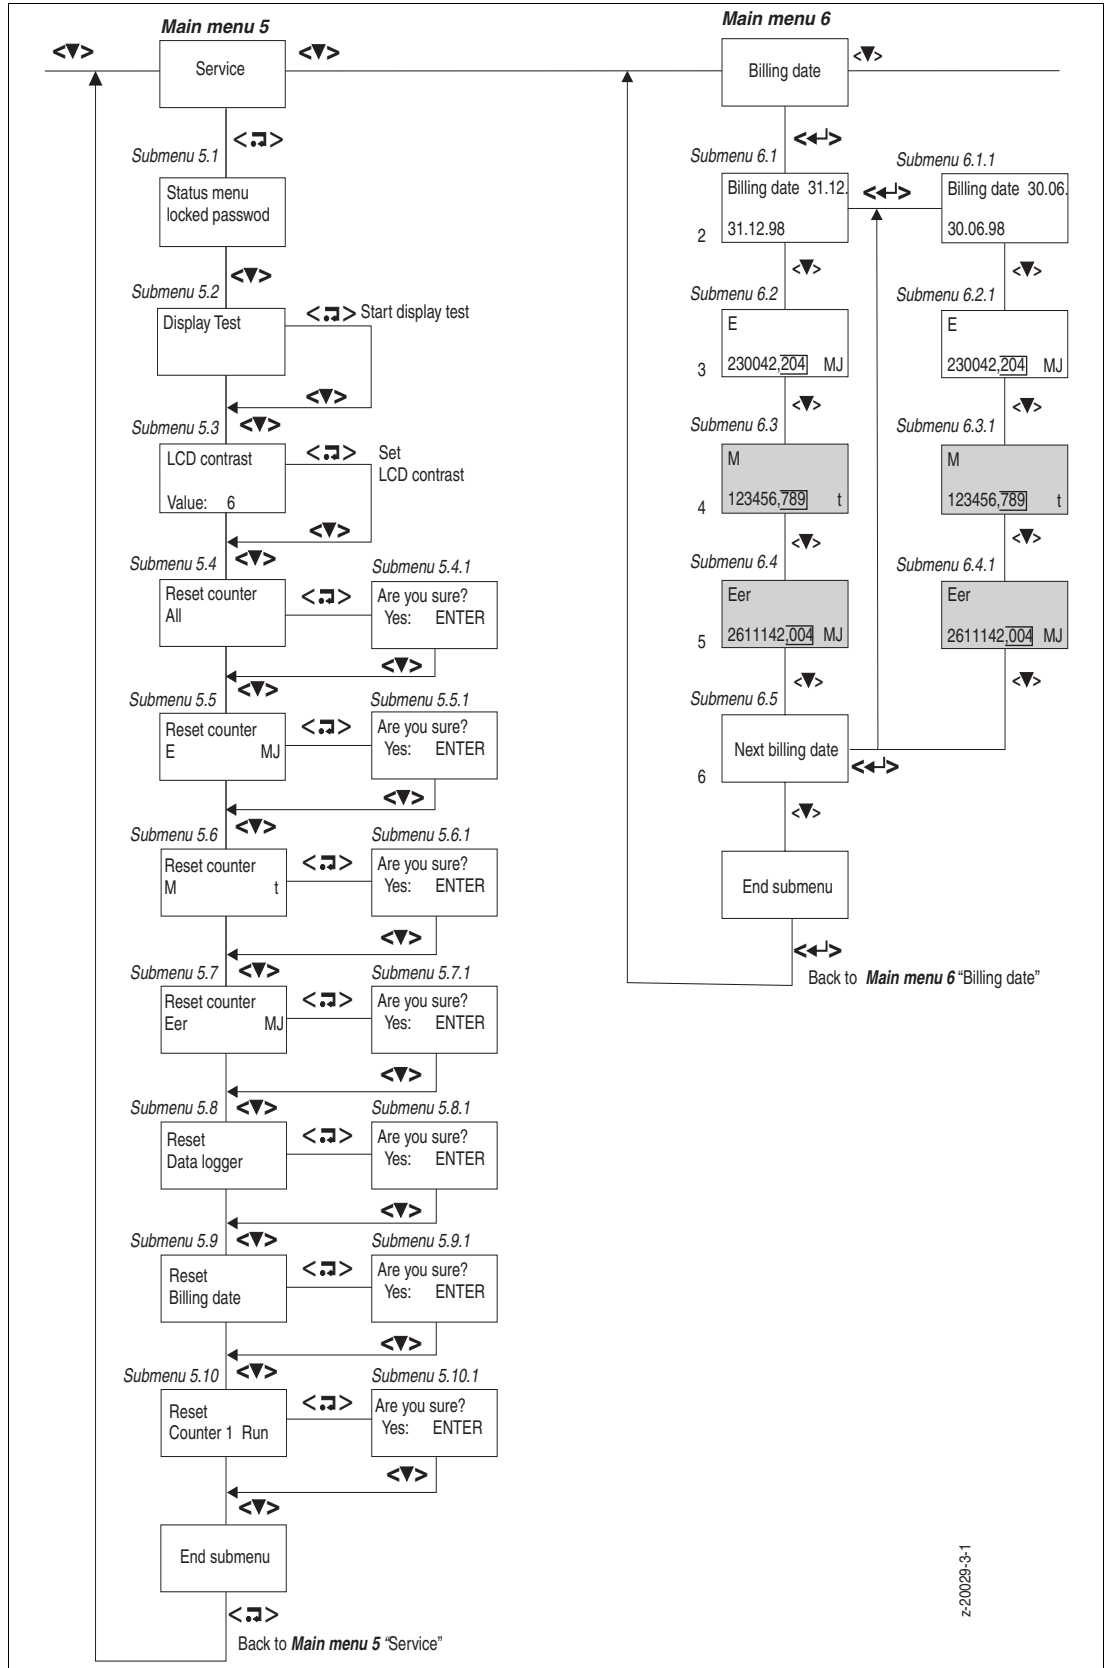 Main menu 5
<▼>
Service
<▼>
Submenu 5.1
Status menu
locked passwod
<▼>
Submenu 5.2
Display Test
Start display test
<▼>
Submenu 5.3
<▼>
LCD contrast
Value: 6
Set
LCD contrast
<▼>
Submenu 5.4
<▼>
Reset counter
All
Submenu 5.4.1
Are you sure?
Yes: ENTER
<▼>
Submenu 5.5
<▼>
Reset counter
E MJ
Submenu 5.5.1
Are you sure?
Yes: ENTER
<▼>
Submenu 5.6
<▼>
Reset counter
M t
Submenu 5.6.1
Are you sure?
Yes: ENTER
<▼>
Submenu 5.7
<▼>
Reset counter
Eer MJ
Submenu 5.7.1
Are you sure?
Yes: ENTER
<▼>
Submenu 5.8
<▼>
Reset
Data logger
Submenu 5.8.1
Are you sure?
Yes: ENTER
<▼>
Submenu 5.9
<▼>
Reset
Billing date
Submenu 5.9.1
Are you sure?
Yes: ENTER
<▼>
Submenu 5.10
<▼>
Reset
Counter 1 Run
Submenu 5.10.1
Are you sure?
Yes: ENTER
<▼>
<▼>
End submenu
Back to Main menu 5 “Service”
Main menu 6
Billing date
<▼>
<↵>
Submenu 6.1
Billing date 31.12.
31.12.98
2
<↵>
Submenu 6.1.1
Billing date 30.06.
30.06.98
<▼>
<▼>
Submenu 6.2
E
230042,204 MJ
3
Submenu 6.2.1
E
230042,204 MJ
<▼>
<▼>
Submenu 6.3
M
123456,789 t
4
Submenu 6.3.1
M
123456,789 t
<▼>
<▼>
Submenu 6.4
Eer
2611142,004 MJ
5
Submenu 6.4.1
Eer
2611142,004 MJ
<▼>
<▼>
Submenu 6.5
Next billing date
6
<↵>
<▼>
End submenu
<↵>
Back to Main menu 6 “Billing date”
z-20029-3-1